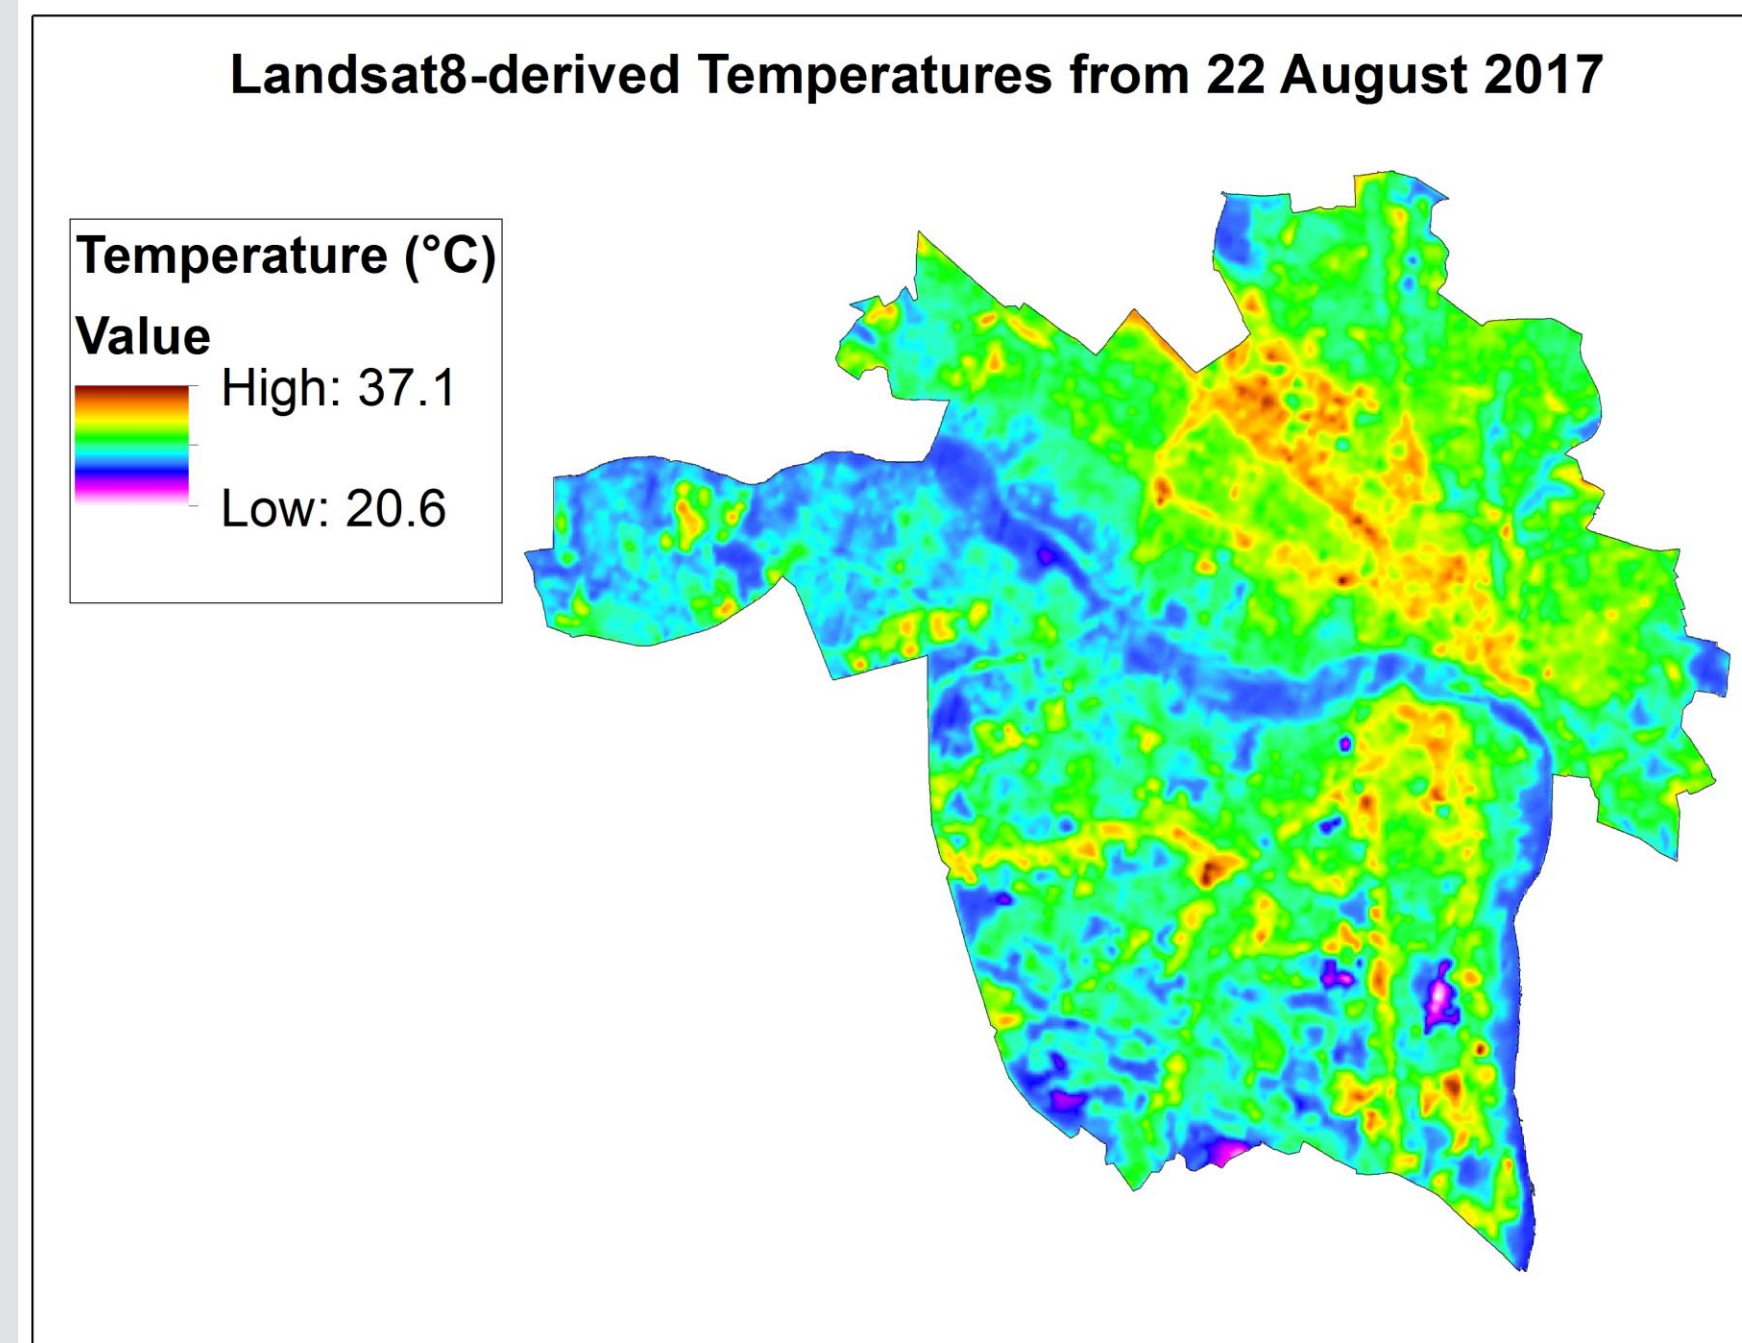 Landsat8-derived Temperatures from 22 August 2017
Temperature (°C)
Value
High: 37.1
Low: 20.6